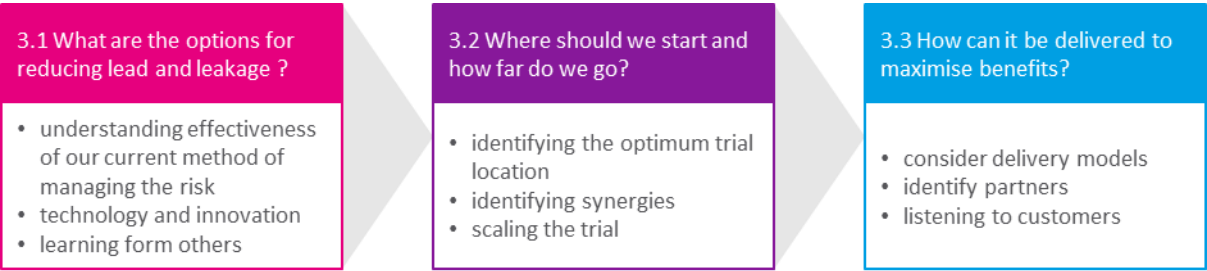 3.1 What are the options for
reducing lead and leakage ?
• understanding effectiveness
of our current method of
managing the risk
• technology and innovation
• learning form others
3.2 Where should we start and
how far do we go?
• identifying the optimum trial
location
• identifying synergies
• scaling the trial
3.3 How can it be delivered to
maximise benefits?
• consider delivery models
• identify partners
• listening to customers